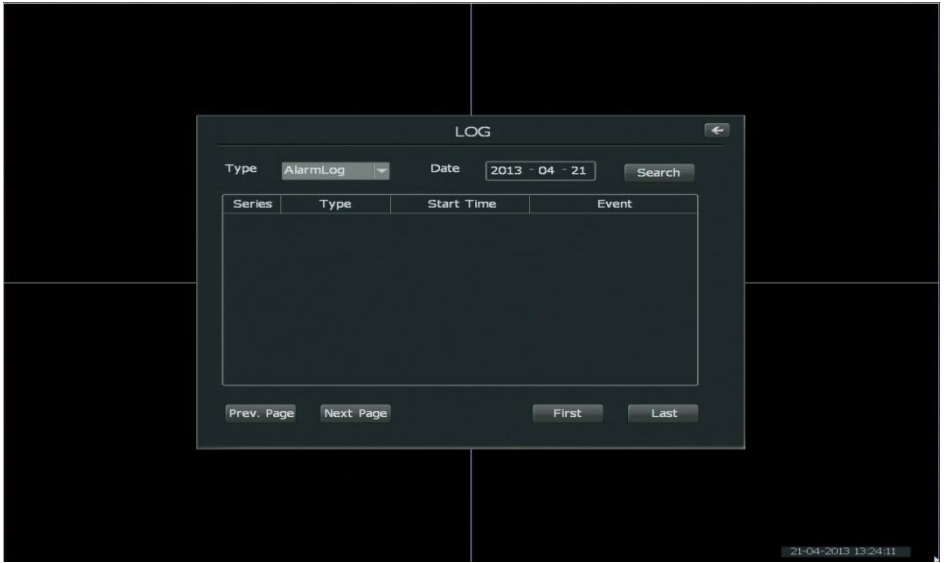 LOG
Type AlarmLog Date 2013 - 04 - 21 Search
Series Type Start Time Event
Prev. Page Next Page First Last
21-04-2013 13:24:11